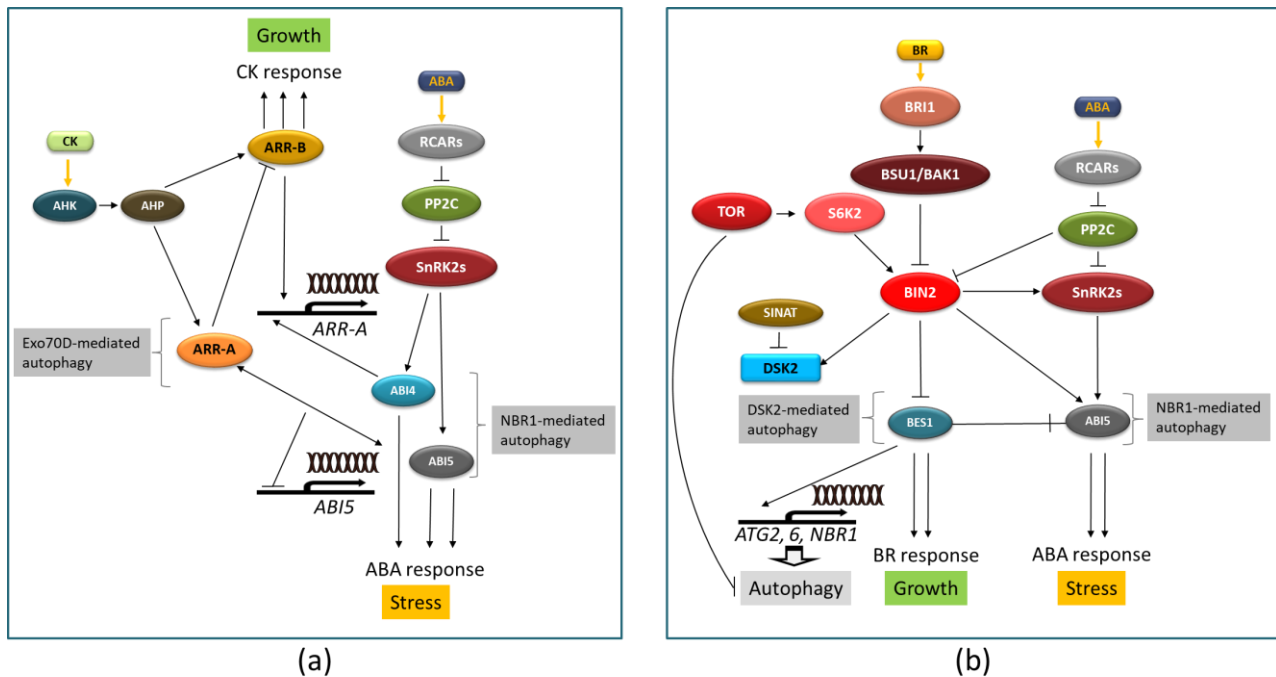 Growth
CK response
ABA
CK
ARR-B
RCARs
AHK
AHP
PP2C
SnRK2s
ARR-A
Exo70D-mediated
autophagy
ARR-A
ABI4
NBR1-mediated
autophagy
ABI5
ABI5
ABA response
Stress
(a)
BR
BRI1
ABA
BSU1/BAK1
RCARs
TOR
S6K2
PP2C
BIN2
SnRK2s
SINAT
DSK2
DSK2-mediated
autophagy
BES1
ABI5
NBR1-mediated
autophagy
ATG2, 6, NBR1
BR response
ABA response
Autophagy
Growth
Stress
(b)